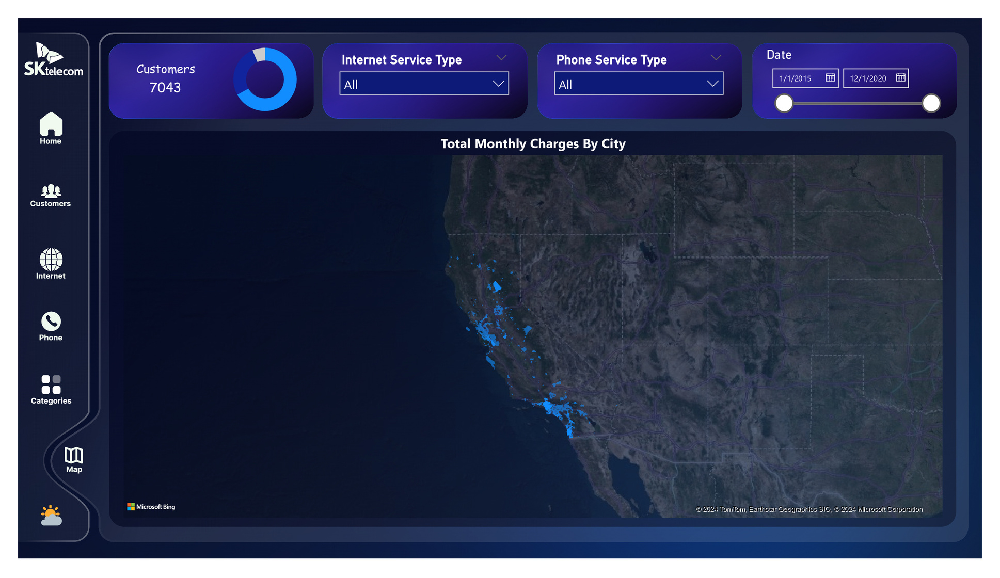 SKtelecom
Home
Customers
Internet
Phone
Categories
Map
Customers
7043
Internet Service Type
All
Phone Service Type
All
Date
1/1/2015
12/1/2020
Total Monthly Charges By City
Microsoft Bing
© 2024 TomTom, Earthstar Geographics SIO, © 2024 Microsoft Corporation